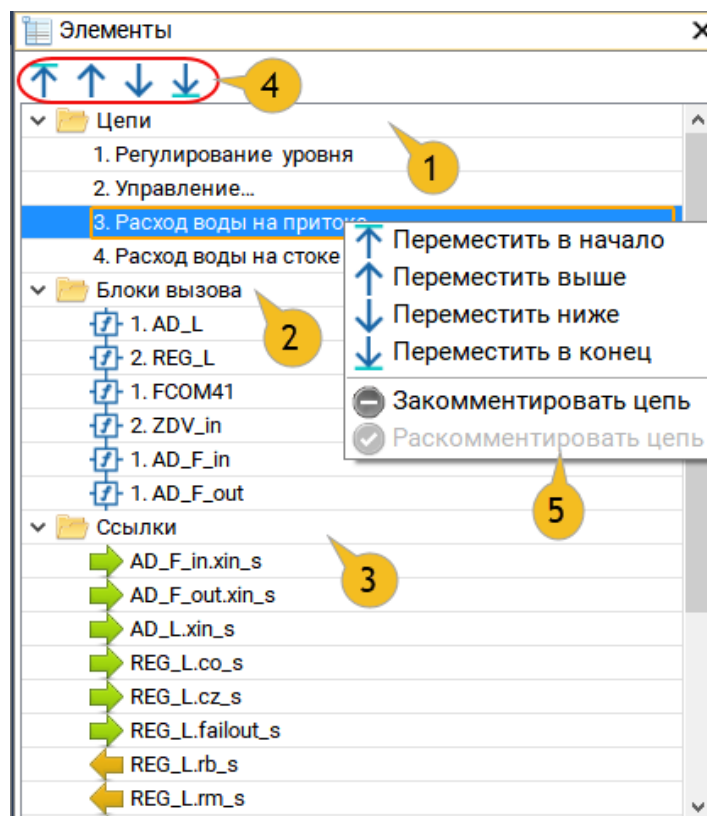 Элементы
4
Цепи
1. Регулирование уровня
1
2. Управление...
3. Расход воды на притоке
4. Расход воды на стоке
Переместить в начало
Переместить выше
Переместить ниже
Переместить в конец
Закомментировать цепь
Раскомментировать цепь
5
Блоки вызова
2
1. AD_L
2. REG_L
1. FCOM41
2. ZDV_in
1. AD_F_in
1. AD_F_out
Ссылки
3
AD_F_in.xin_s
AD_F_out.xin_s
AD_L.xin_s
REG_L.co_s
REG_L.cz_s
REG_L.failout_s
REG_L.rb_s
REG_L.rm_s